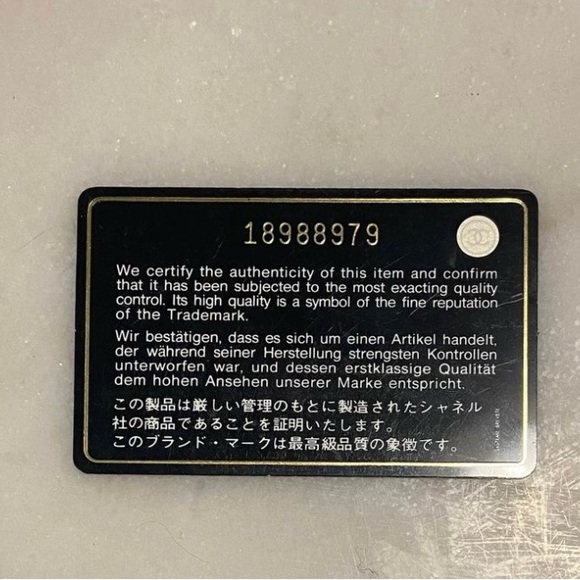 18988979
We certify the authenticity of this item and confirm
that it has been subjected to the most exacting quality
control. Its high quality is a symbol of the fine reputation
of the Trademark.
Wir bestätigen, dass es sich um einen Artikel handelt,
der während seiner Herstellung strengsten Kontrollen
unterworfen war, und dessen erstklassige Qualität
dem hohen Ansehen unserer Marke entspricht.
この製品は厳しい管理のもとに製造されたシャネル
社の商品であることを証明いたします。
このブランド・マークは最高級品質の象徴です。